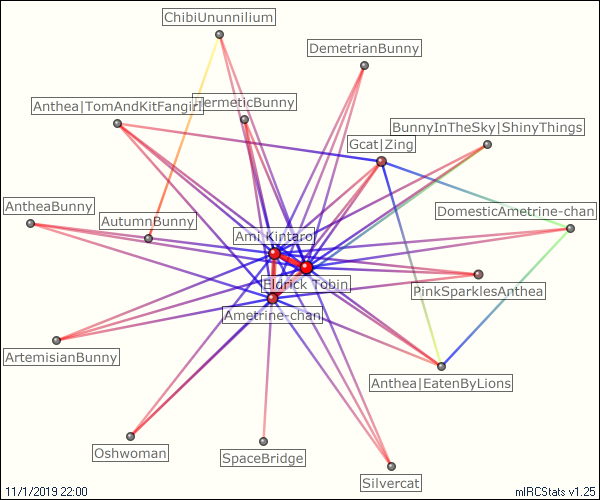 ChibiUnunnilium
DemetrianBunny
Anthea|TomAndKitFangirl
HermeticBunny
BunnyInTheSky|ShinyThings
Gcat|Zing
AntheaBunny
AutumnBunny
DomesticAmetrine-chan
Ami Kintaro
Eldrick Tobin
PinkSparklesAnthea
Ametrine-chan
ArtemisianBunny
Anthea|EatenByLions
Oshwoman
SpaceBridge
Silvercat
11/1/2019 22:00
mIRCStats v1.25